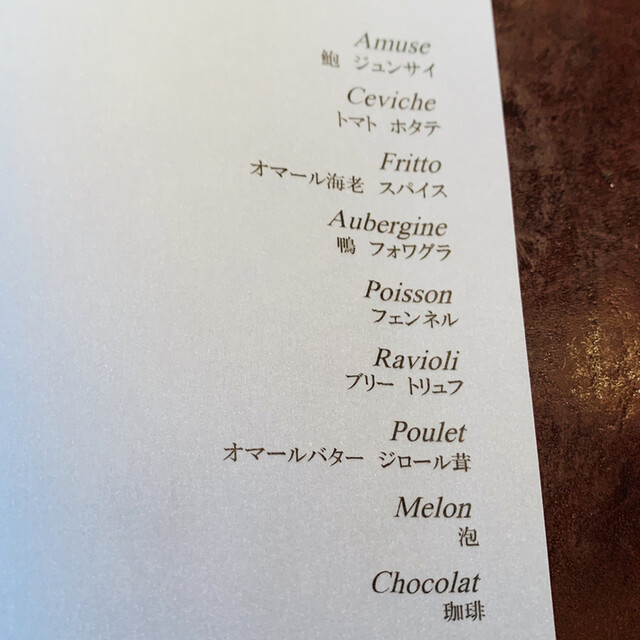 Amuse
鮑 ジュンサイ
Ceviche
トマト ホタテ
Fritto
オマール海老 スパイス
Aubergine
鴨 フォワグラ
Poisson
フェンネル
Ravioli
ブリー トリュフ
Poulet
オマールバター ジロール茸
Melon
泡
Chocolat
珈琲